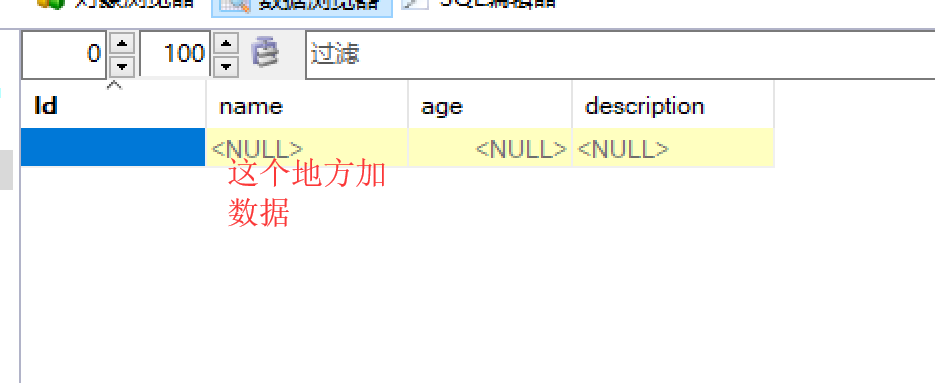 对象浏览器 数据浏览器 SQL编辑器
0 100 过滤
Id name age description
<NULL> <NULL> <NULL>
这个地方加
数据